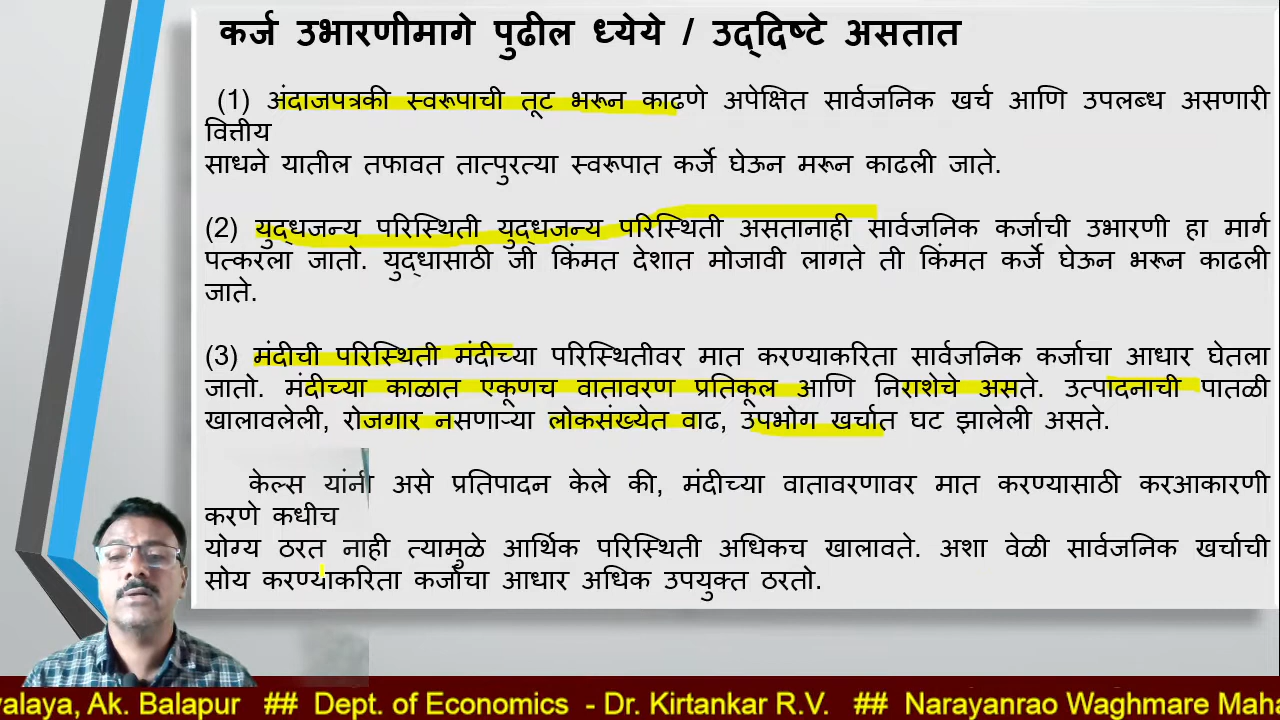 कर्ज उभारणीमागे पुढील ध्येये / उद्‌दिष्टे असतात
(1) अंदाजपत्रकी स्वरूपाची तूट भरून काढणे अपेक्षित सार्वजनिक खर्च आणि उपलब्ध असणारी
वित्तीय
साधने यातील तफावत तात्पुरत्या स्वरूपात कर्जे घेऊन मरून काढली जाते.
(2) युद्धजन्य परिस्थिती युद्धजन्य परिस्थिती असतानाही सार्वजनिक कर्जाची उभारणी हा मार्ग
पत्करला जातो. युद्धासाठी जी किंमत देशात मोजावी लागते ती किंमत कर्जे घेऊन भरून काढली
जाते.
(3) मंदीची परिस्थिती मंदीच्या परिस्थितीवर मात करण्याकरिता सार्वजनिक कर्जाचा आधार घेतला
जातो. मंदीच्या काळात एकूणच वातावरण प्रतिकूल आणि निराशेचे असते. उत्पादनाची पातळी
खालावलेली, रोजगार नसणाऱ्या लोकसंख्येत वाढ, उपभोग खर्चात घट झालेली असते.
केल्स यांनी असे प्रतिपादन केले की, मंदीच्या वातावरणावर मात करण्यासाठी करआकारणी
करणे कधीच
योग्य ठरत नाही त्यामुळे आर्थिक परिस्थिती अधिकच खालावते. अशा वेळी सार्वजनिक खर्चाची
सोय करण्याकरिता कर्जाचा आधार अधिक उपयुक्त ठरतो.
valaya, Ak. Balapur ## Dept. of Economics - Dr. Kirtankar R.V. ## Narayanrao Waghmare Maha